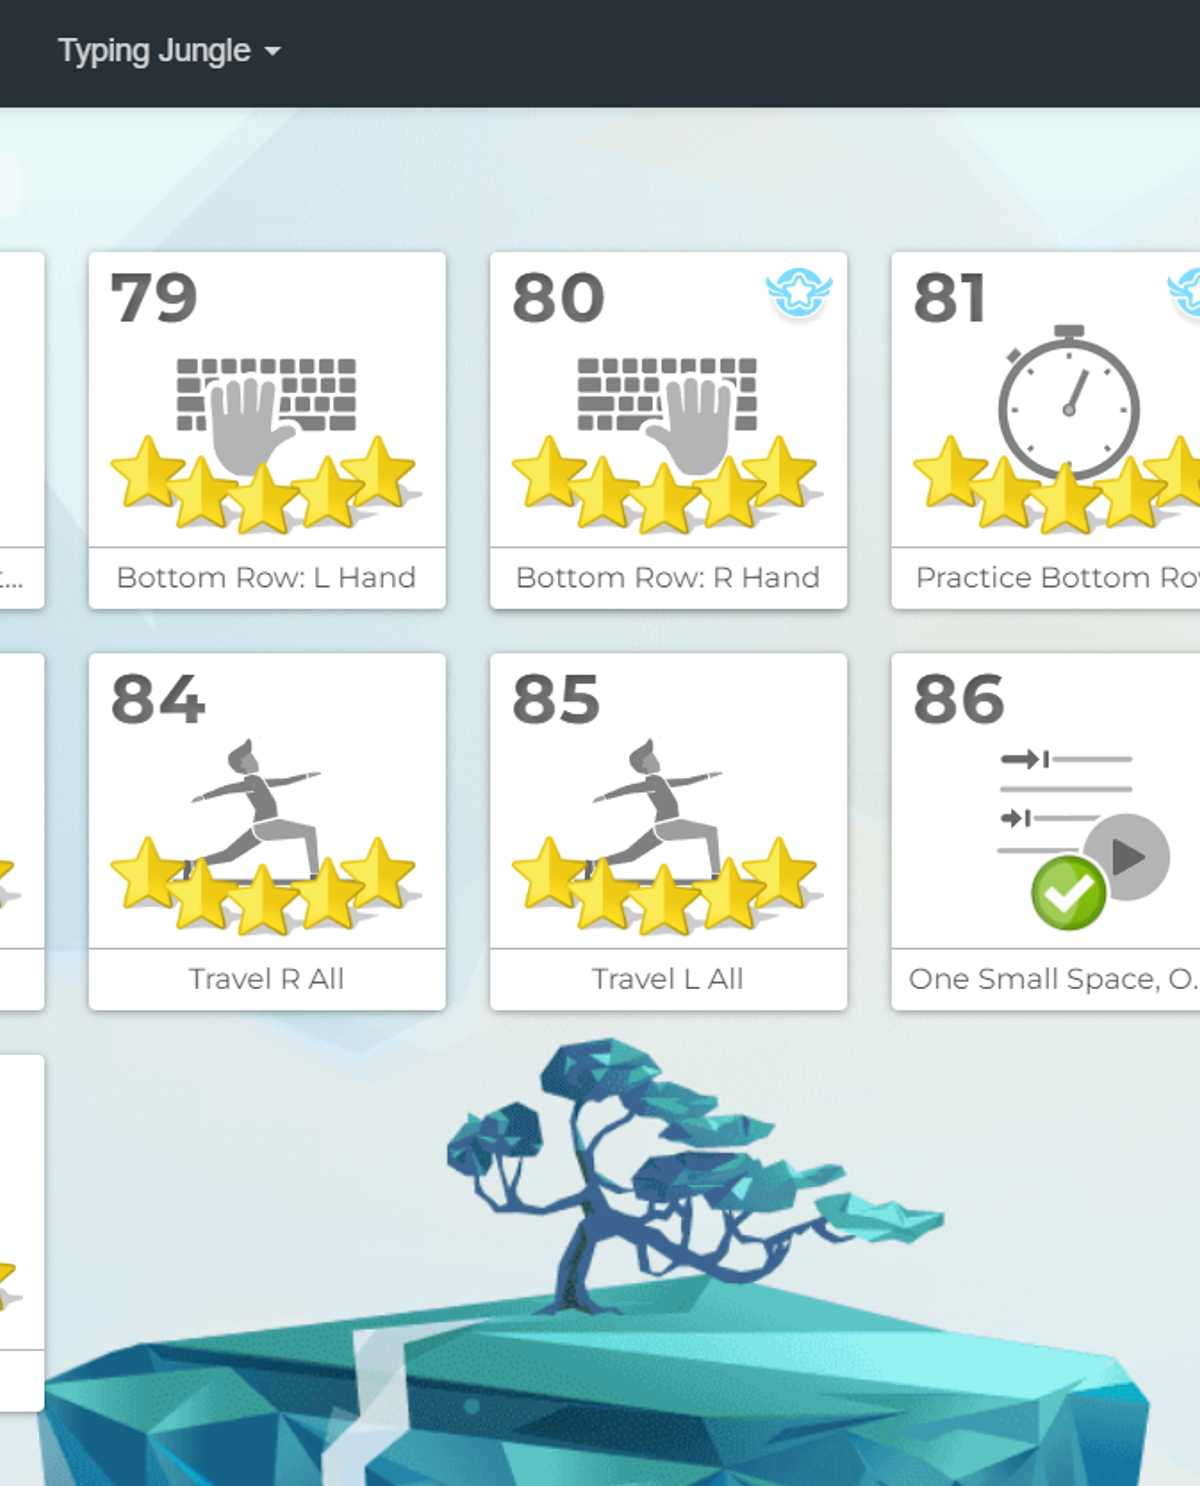 Typing Jungle
79
80
81
t...
Bottom Row: L Hand
Bottom Row: R Hand
Practice Bottom Ro
84
85
86
Travel R All
Travel L All
One Small Space, O.